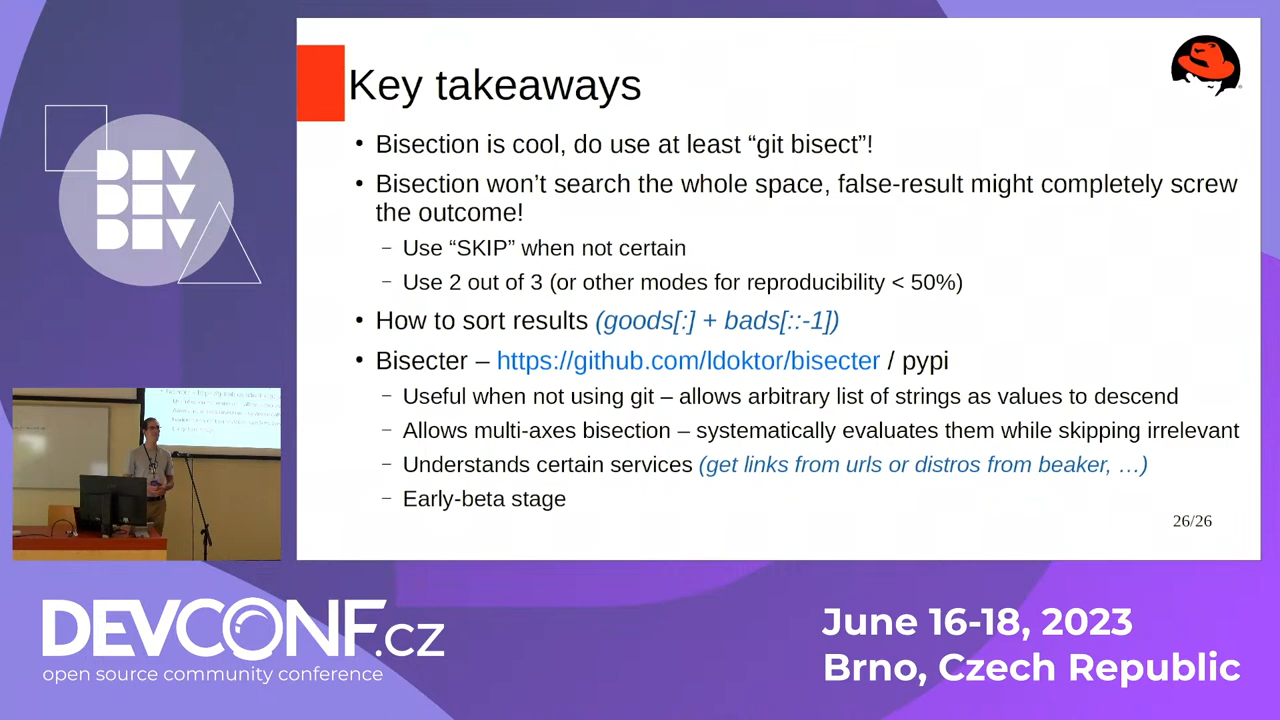 Key takeaways
• Bisection is cool, do use at least “git bisect”!
• Bisection won’t search the whole space, false-result might completely screw
the outcome!
– Use “SKIP” when not certain
– Use 2 out of 3 (or other modes for reproducibility < 50%)
• How to sort results (goods[:] + bads[::-1])
• Bisecter – https://github.com/ldoktor/bisecter / pypi
– Useful when not using git – allows arbitrary list of strings as values to descend
– Allows multi-axes bisection – systematically evaluates them while skipping irrelevant
– Understands certain services (get links from urls or distros from beaker, …)
– Early-beta stage
26/26
DEV
DEV
DEV
DEVCONF.cz
open source community conference
June 16-18, 2023
Brno, Czech Republic